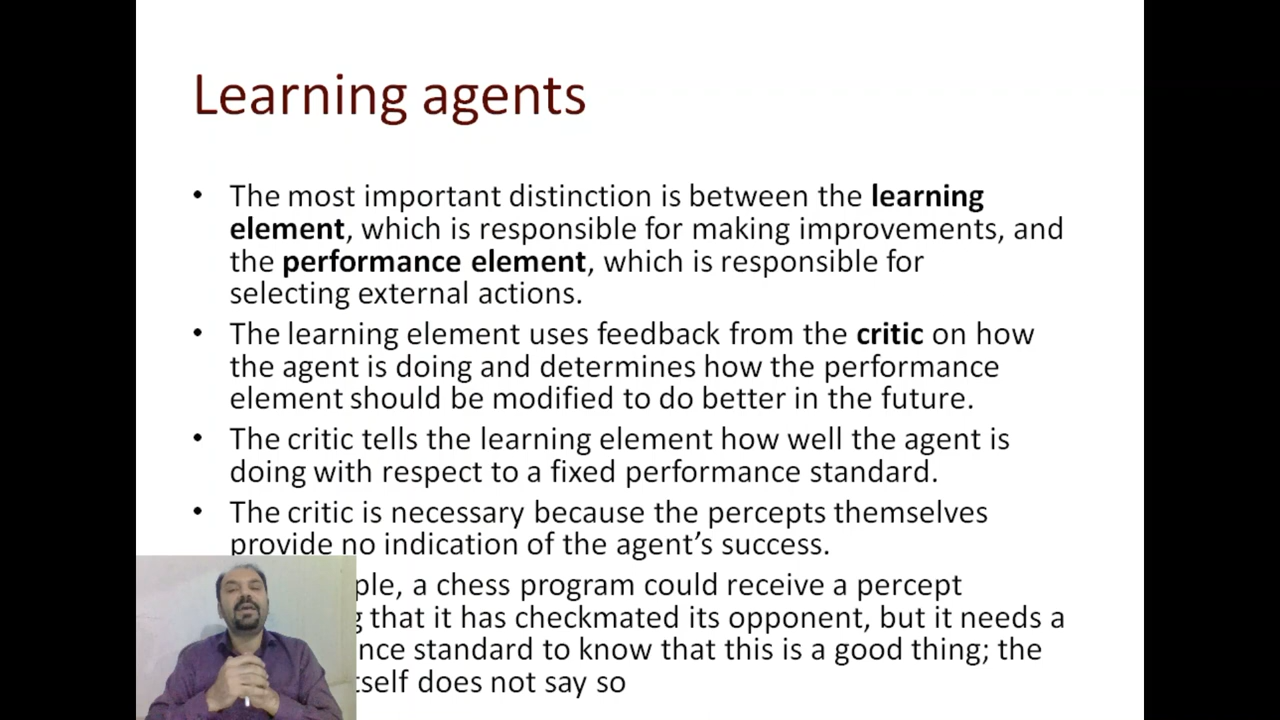 Learning agents
• The most important distinction is between the learning
element, which is responsible for making improvements, and
the performance element, which is responsible for
selecting external actions.
• The learning element uses feedback from the critic on how
the agent is doing and determines how the performance
element should be modified to do better in the future.
• The critic tells the learning element how well the agent is
doing with respect to a fixed performance standard.
• The critic is necessary because the percepts themselves
provide no indication of the agent’s success.
a chess program could receive a percept
that it has checkmated its opponent, but it needs a
standard to know that this is a good thing; the
does not say so